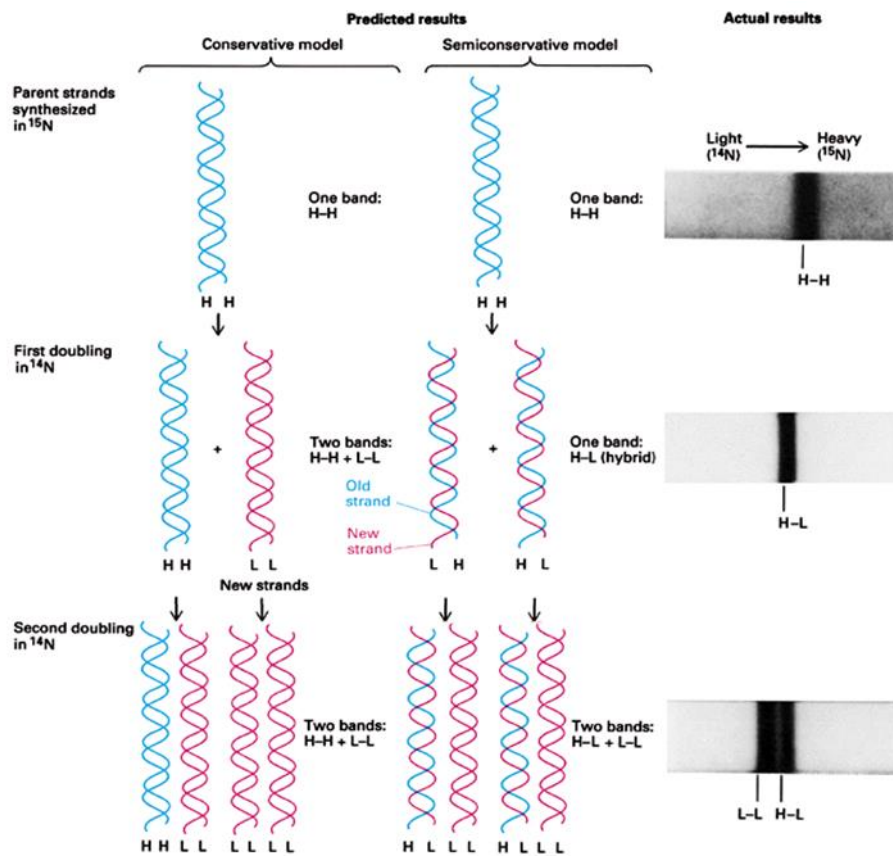 Predicted results
Actual results
Conservative model
Semiconservative model
Parent strands
synthesized
in 15N
One band:
H–H
One band:
H–H
Light
(14N)
Heavy
(15N)
H–H
H H
H H
First doubling
in 14N
+
Two bands:
H–H + L–L
+
One band:
H–L (hybrid)
Old
strand
New
strand
H–L
H H
L L
L H
H L
New strands
Second doubling
in 14N
Two bands:
H–H + L–L
Two bands:
H–L + L–L
L–L
H–L
H H L L
L L L L
H L L L
H L L L